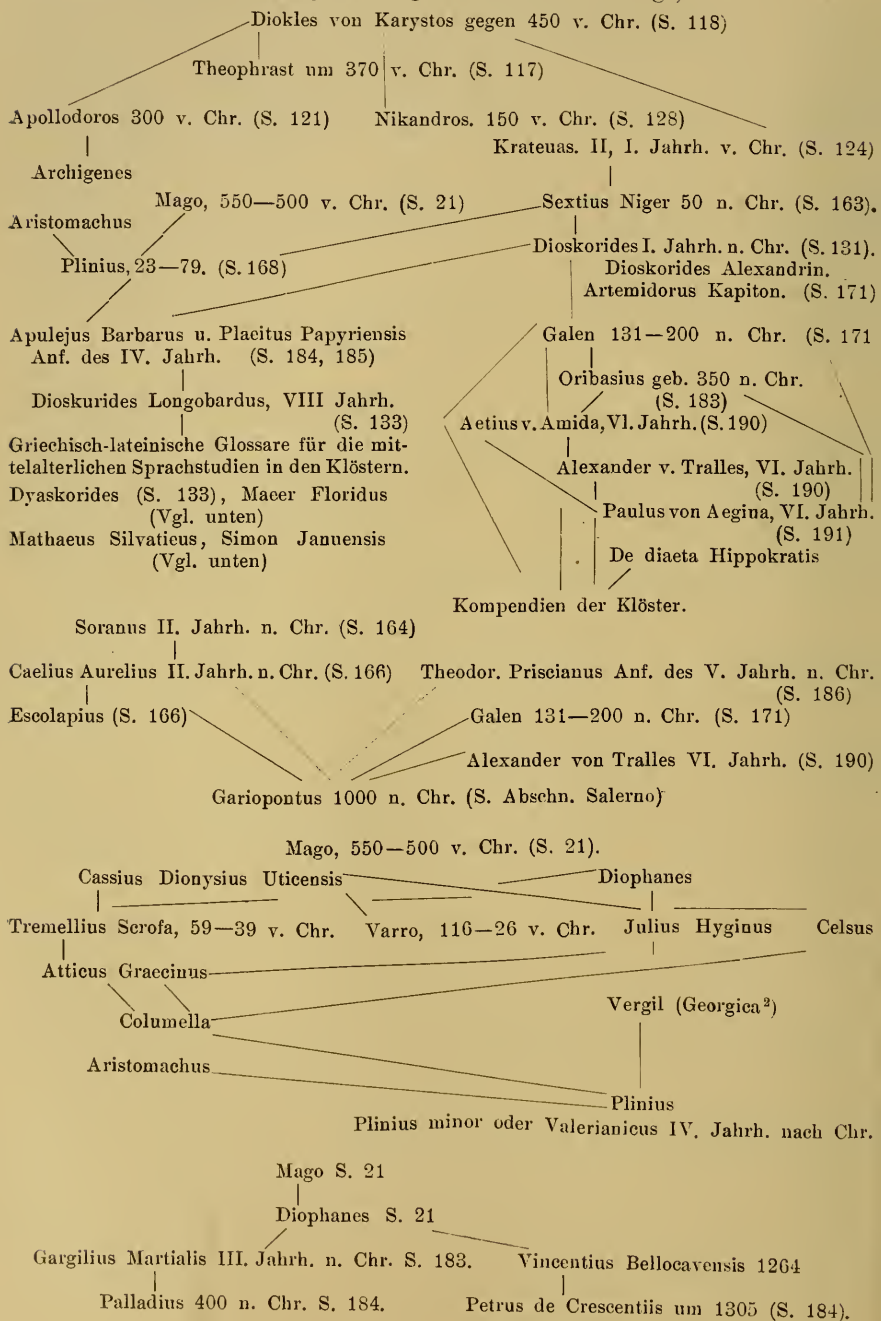 Diokles von Karystos gegen 450 v. Chr. (S. 118)
Theophrast um 370 v. Chr. (S. 117)
Apollodoros 300 v. Chr. (S. 121) Nikandros. 150 v. Chr. (S. 128)
Krateuas. II, I. Jahrh. v. Chr. (S. 124)
Archigenes
Mago, 550—500 v. Chr. (S. 21) Sextius Niger 50 n. Chr. (S. 163).
Aristomachus
Dioskorides I. Jahrh. n. Chr. (S. 131).
Plinius, 23—79. (S. 168) Dioskorides Alexandrin.
Artemidorus Kapiton. (S. 171)
Apulejus Barbarus u. Placitus Papyriensis Galen 131—200 n. Chr. (S. 171
Anf. des IV. Jahrh. (S. 184, 185)
Oribasius geb. 350 n. Chr.
Dioskurides Longobardus, VIII Jahrh. (S. 183)
(S. 133) Aetius v. Amida, VI. Jahrh. (S. 190)
Griechisch-lateinische Glossare für die mit-
telalterlichen Sprachstudien in den Klöstern. Alexander v. Tralles, VI. Jahrh.
(S. 190)
Dyaskorides (S. 133), Macer Floridus Paulus von Aegina, VI. Jahrh.
(Vgl. unten) (S. 191)
Mathaeus Silvaticus, Simon Januensis De diaeta Hippokratis
(Vgl. unten)
Kompendien der Klöster.
Soranus II. Jahrh. n. Chr. (S. 164)
Caelius Aurelius II. Jahrh. n. Chr. (S. 166) Theodor. Priscianus Anf. des V. Jahrh. n. Chr.
(S. 186)
Escolapius (S. 166) Galen 131—200 n. Chr. (S. 171)
Alexander von Tralles VI. Jahrh. (S. 190)
Gariopontus 1000 n. Chr. (S. Abschn. Salerno)
Mago, 550—500 v. Chr. (S. 21).
Cassius Dionysius Uticensis Diophanes
Tremellius Scrofa, 59—39 v. Chr. Varro, 116—26 v. Chr. Julius Hyginus Celsus
Atticus Graecinus
Vergil (Georgica²)
Columella
Aristomachus
Plinius
Plinius minor oder Valerianicus IV. Jahrh. nach Chr.
Mago S. 21
Diophanes S. 21
Gargilius Martialis III. Jahrh. n. Chr. S. 183. Vincentius Bellocavensis 1264
Palladius 400 n. Chr. S. 184. Petrus de Crescentiis um 1305 (S. 184).